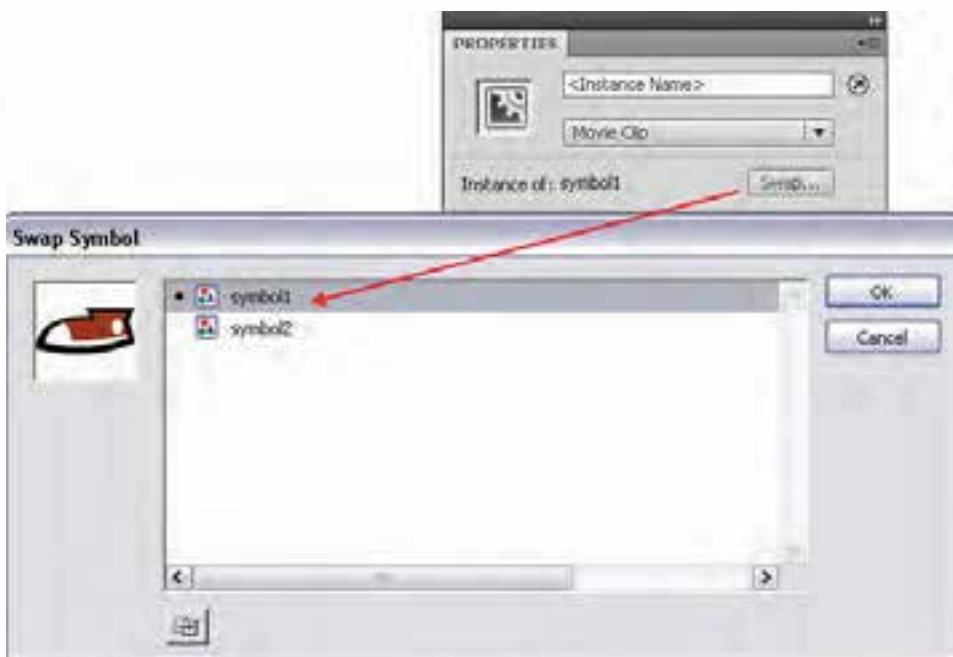 PROPERTIES
<Instance Name>
Movie Clip
Instance of: symbol1
Swap...
Swap Symbol
symbol1
OK
symbol2
Cancel